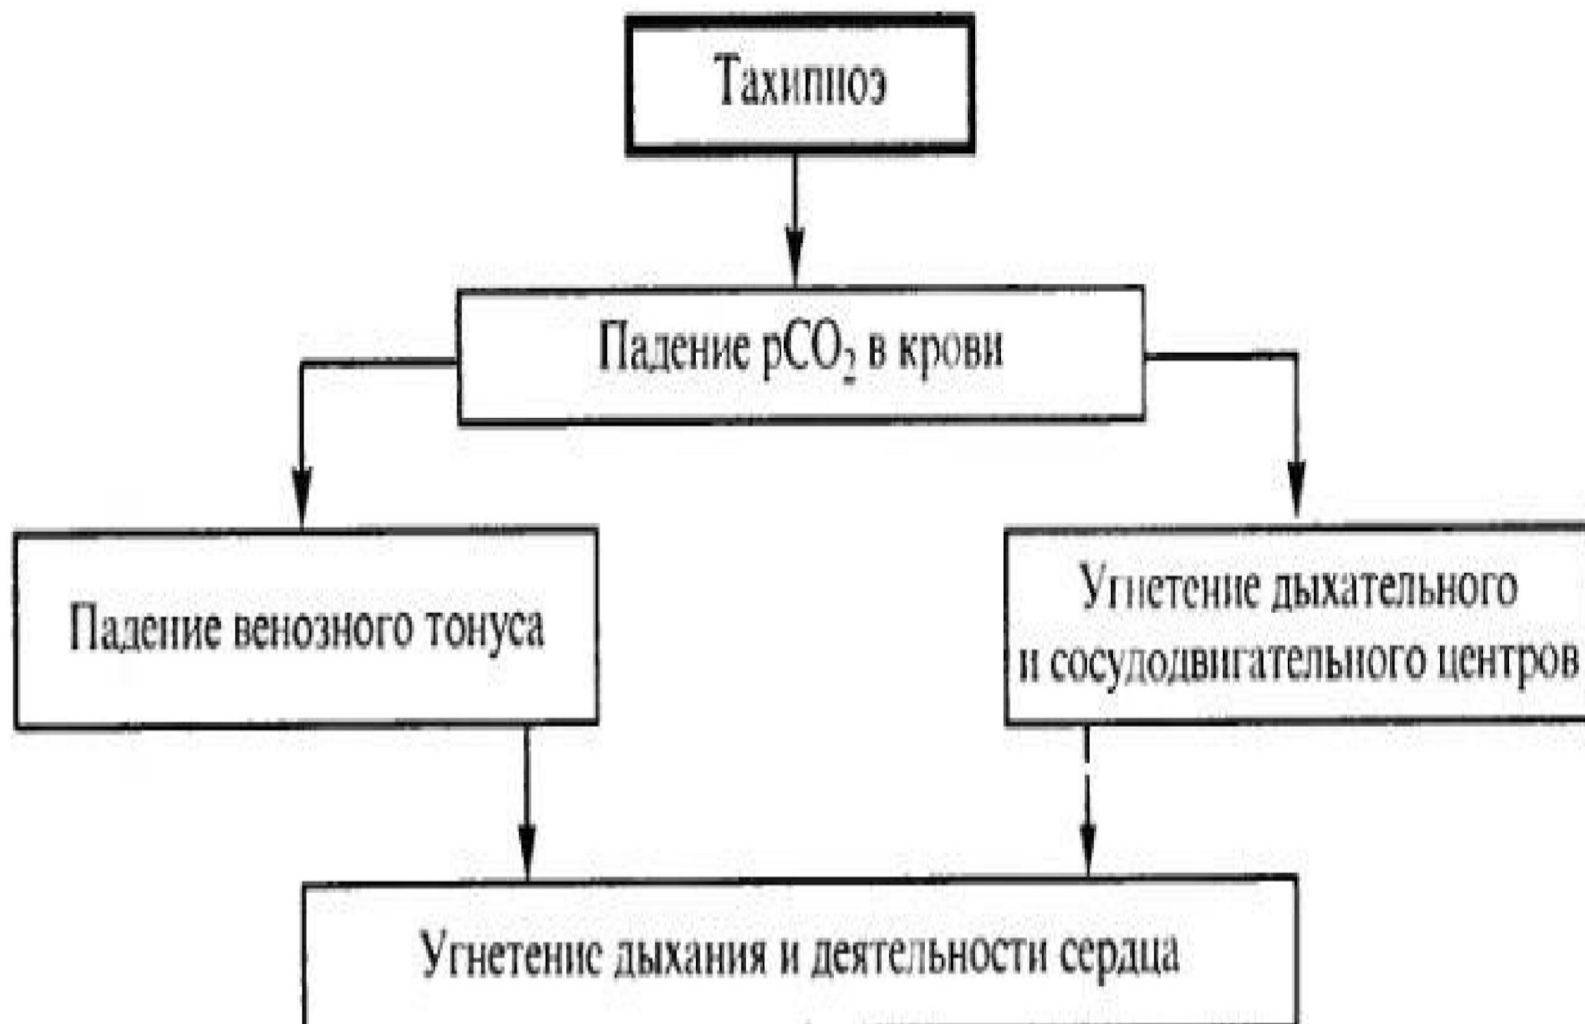 Тахипноэ
Падение pCO₂ в крови
Падение венозного тонуса
Угнетение дыхательного
и сосудодвигательного центров
Угнетение дыхания и деятельности сердца